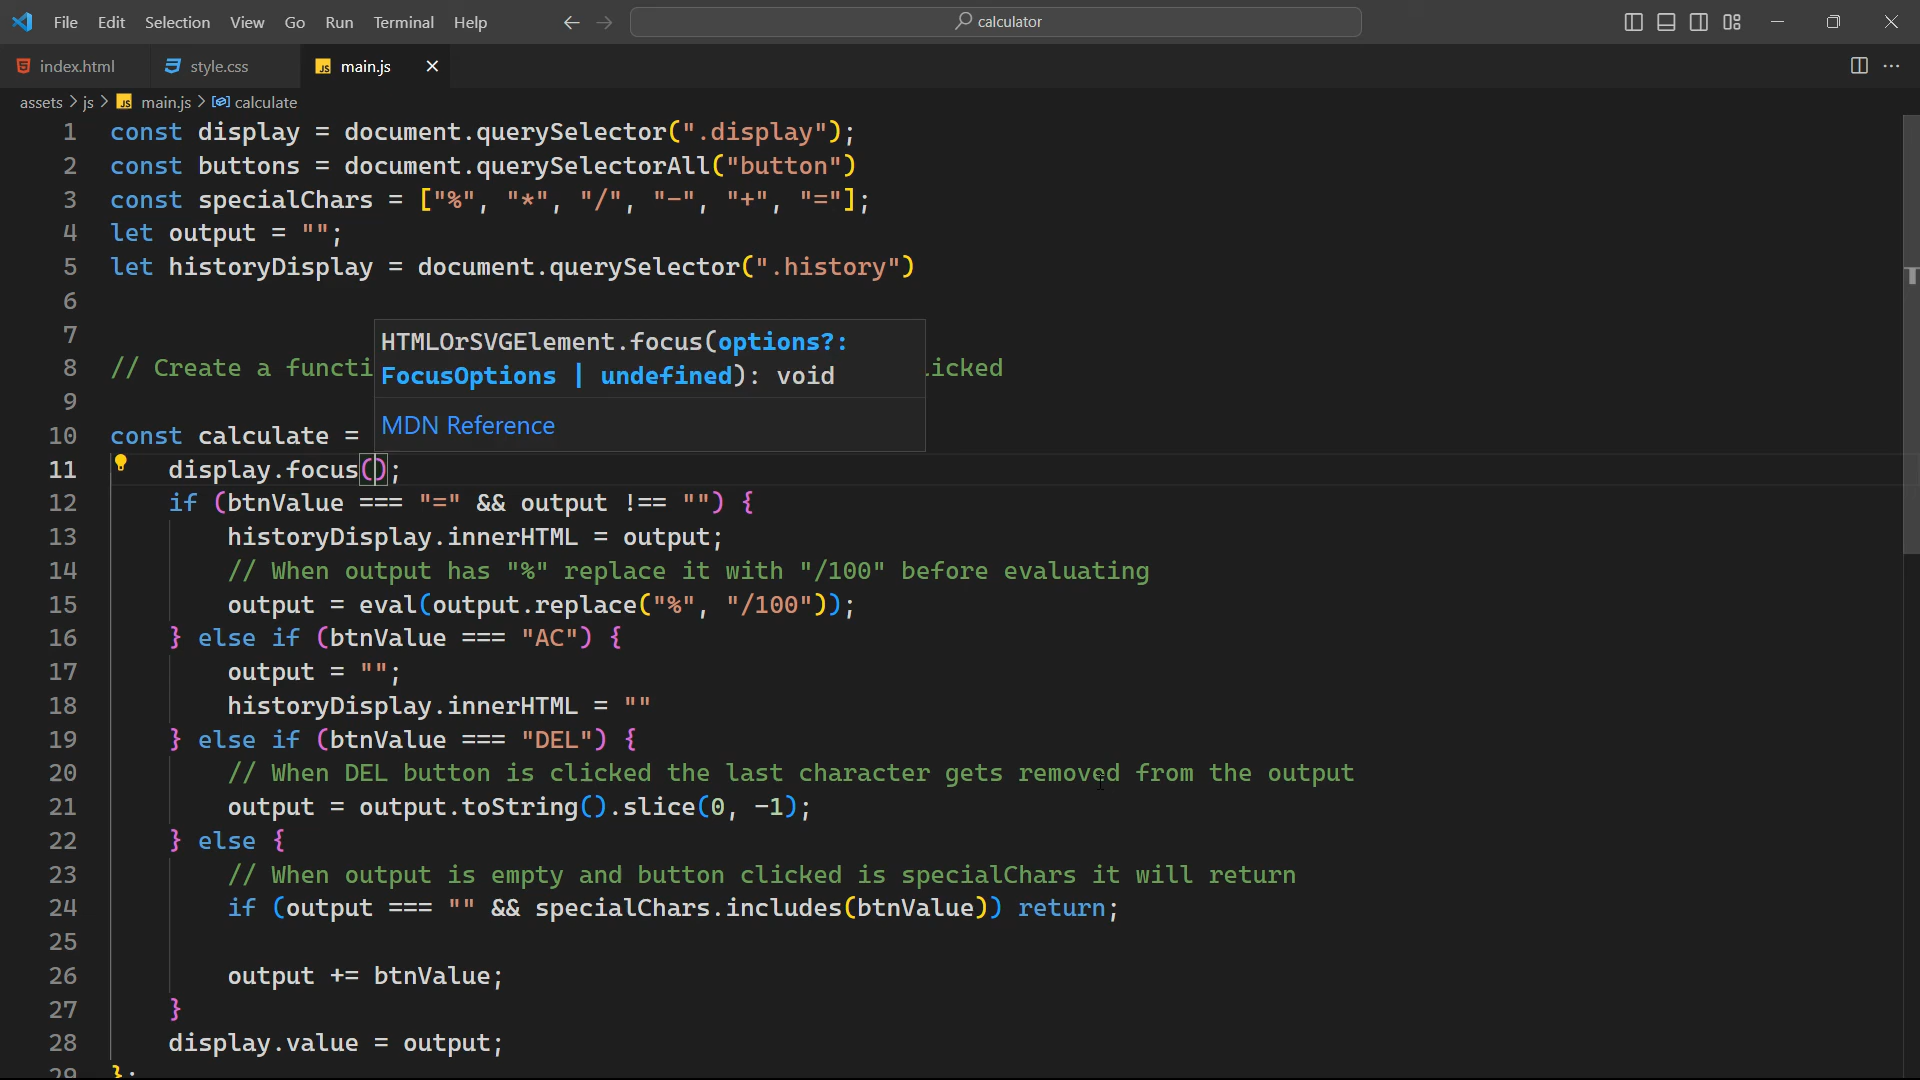 File Edit Selection View Go Run Terminal Help calculator
index.html style.css JS main.js
assets > js > JS main.js > calculate
1 const display = document.querySelector(".display");
2 const buttons = document.querySelectorAll("button")
3 const specialChars = ["%", "*", "/", "-", "+", "="];
4 let output = "";
5 let historyDisplay = document.querySelector(".history")
6
7
HTMLOrSVGElement.focus(options?:
FocusOptions | undefined): void
MDN Reference
8 // Create a functi icked
9
10 const calculate =
11 display.focus();
12 if (btnValue === "=" && output !== "") {
13 historyDisplay.innerHTML = output;
14 // When output has "%" replace it with "/100" before evaluating
15 output = eval(output.replace("%", "/100"));
16 } else if (btnValue === "AC") {
17 output = "";
18 historyDisplay.innerHTML = ""
19 } else if (btnValue === "DEL") {
20 // When DEL button is clicked the last character gets removed from the output
21 output = output.toString().slice(0, -1);
22 } else {
23 // When output is empty and button clicked is specialChars it will return
24 if (output === "" && specialChars.includes(btnValue)) return;
25
26 output += btnValue;
27 }
28 display.value = output;
29 };